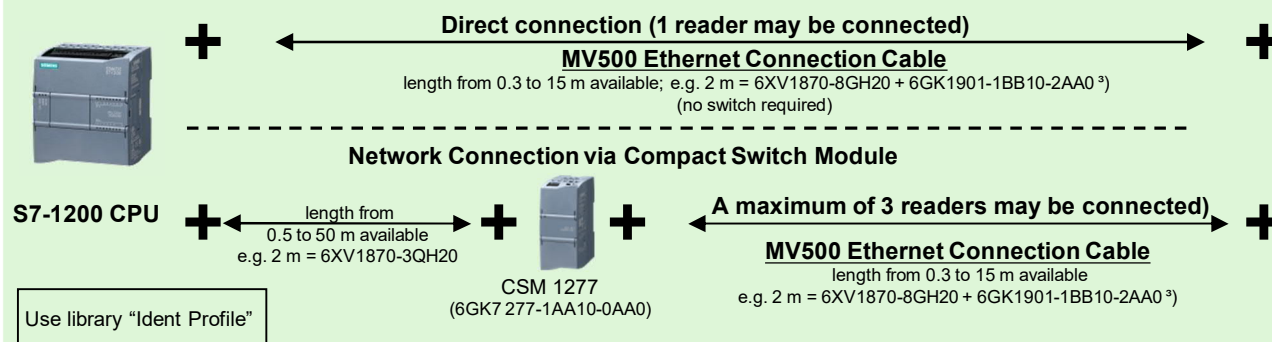 Direct connection (1 reader may be connected)
MV500 Ethernet Connection Cable
length from 0.3 to 15 m available; e.g. 2 m = 6XV1870-8GH20 + 6GK1901-1BB10-2AA0 ³)
(no switch required)
Network Connection via Compact Switch Module
S7-1200 CPU
length from
0.5 to 50 m available
e.g. 2 m = 6XV1870-3QH20
CSM 1277
(6GK7 277-1AA10-0AA0)
A maximum of 3 readers may be connected)
MV500 Ethernet Connection Cable
length from 0.3 to 15 m available
e.g. 2 m = 6XV1870-8GH20 + 6GK1901-1BB10-2AA0 ³)
Use library “Ident Profile”